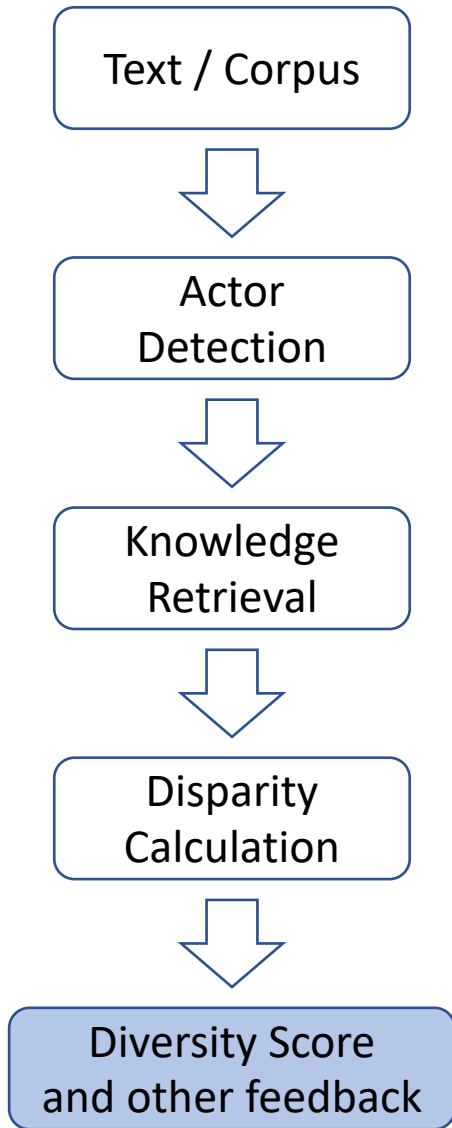 Text / Corpus
Actor
Detection
Knowledge
Retrieval
Disparity
Calculation
Diversity Score
and other feedback